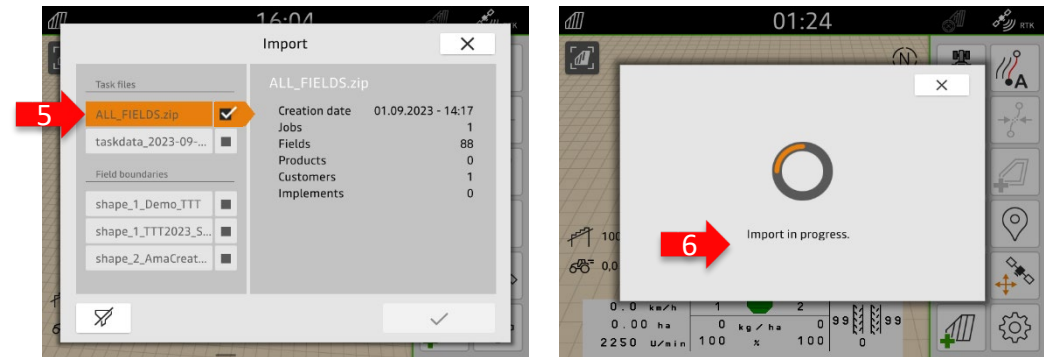 16:04
RTK
Import
Task files
ALL_FIELDS.zip
taskdata_2023-09-...
Field boundaries
shape_1_Demo_TTT
shape_1_TTT2023_S...
shape_2_AmaCreat...
ALL_FIELDS.zip
Creation date 01.09.2023 - 14:17
Jobs 1
Fields 88
Products 0
Customers 1
Implements 0
5
01:24
RTK
N
A
Import in progress.
6
100
0,0
0.0 km/h 1 2
0.00 ha 0 kg/ha 0 99 99
2250 U/min 100 % 100 0